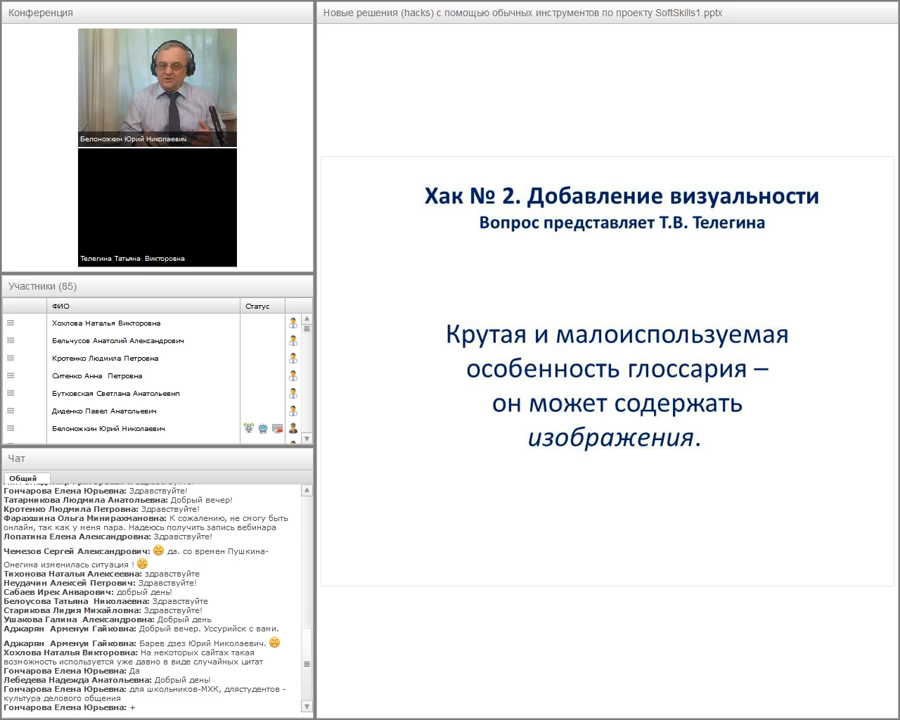 Конференция
Белоножкин Юрий Николаевич
Телегина Татьяна Викторовна
Участники (85)
ФИО Статус
Хохлова Наталья Викторовна
Бельчусов Анатолий Александрович
Кротенко Людмила Петровна
Ситенко Анна Петровна
Бутковская Светлана Анатольевнп
Диденко Павел Анатольевич
Белоножкин Юрий Николаевич
Чат
Общий
Гончарова Елена Юрьевна: Здравствуйте!
Татарникова Людмила Анатольевна: Добрый вечер!
Кротенко Людмила Петровна: Здравствуйте!
Фарахшина Ольга Минирахмановна: К сожалению, не смогу быть
онлайн, так как у меня пара. Надеюсь получить запись вебинара
Лопатина Елена Александровна: Здравствуйте!
Чемезов Сергей Александрович: да. со времен Пушкина-
Онегина изменилась ситуация !
Тихонова Наталья Алексеевна: здравствуйте
Неудачин Алексей Петрович: Здравствуйте!
Сабаев Ирек Анварович: добрый день!
Белоусова Татьяна Николаевна: Здравствуйте
Старикова Лидия Михайловна: Здравствуйте!
Ушакова Галина Александровна: Добрый день
Аджарян Арменуи Гайковна: Добрый вечер. Уссурийск с вами.
Аджарян Арменуи Гайковна: Барев дзез Юрий Николаевич.
Хохлова Наталья Викторовна: На некоторых сайтах такая
возможность используется уже давно в виде случайных цитат
Гончарова Елена Юрьевна: Да
Лебедева Надежда Анатольевна: Добрый день!
Гончарова Елена Юрьевна: для школьников-МХК, длястудентов -
культура делового общения
Гончарова Елена Юрьевна: +
Новые решения (hacks) с помощью обычных инструментов по проекту SoftSkills1.pptx
Хак № 2. Добавление визуальности
Вопрос представляет Т.В. Телегина
Крутая и малоиспользуемая
особенность глоссария –
он может содержать
изображения.